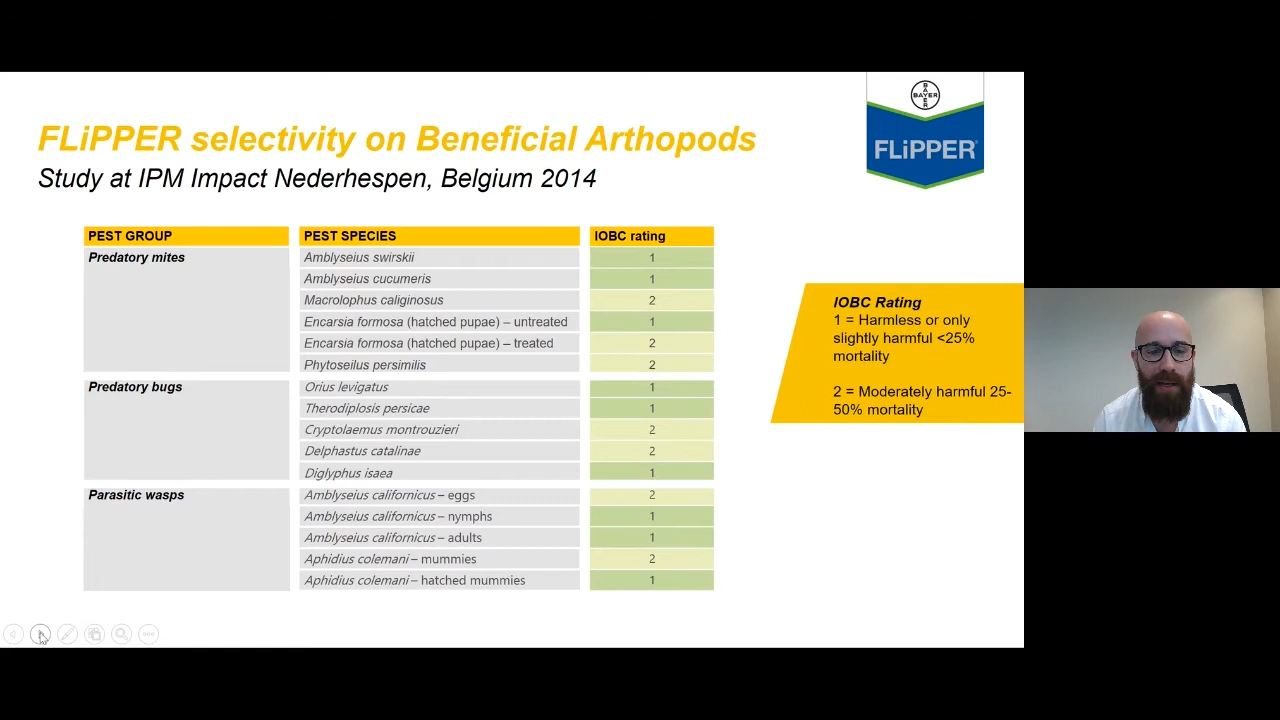 BAYER
BAYER
FLiPPER
FLiPPER selectivity on Beneficial Arthopods
Study at IPM Impact Nederhespen, Belgium 2014
PEST GROUP PEST SPECIES IOBC rating
Predatory mites Amblyseius swirskii 1
Amblyseius cucumeris 1
Macrolophus caliginosus 2
Encarsia formosa (hatched pupae) – untreated 1
Encarsia formosa (hatched pupae) – treated 2
Phytoseilus persimilis 2
Predatory bugs Orius levigatus 1
Therodiplosis persicae 1
Cryptolaemus montrouzieri 2
Delphastus catalinae 2
Diglyphus isaea 1
Parasitic wasps Amblyseius californicus – eggs 2
Amblyseius californicus – nymphs 1
Amblyseius californicus – adults 1
Aphidius colemani – mummies 2
Aphidius colemani – hatched mummies 1
IOBC Rating
1 = Harmless or only
slightly harmful <25%
mortality
2 = Moderately harmful 25-
50% mortality